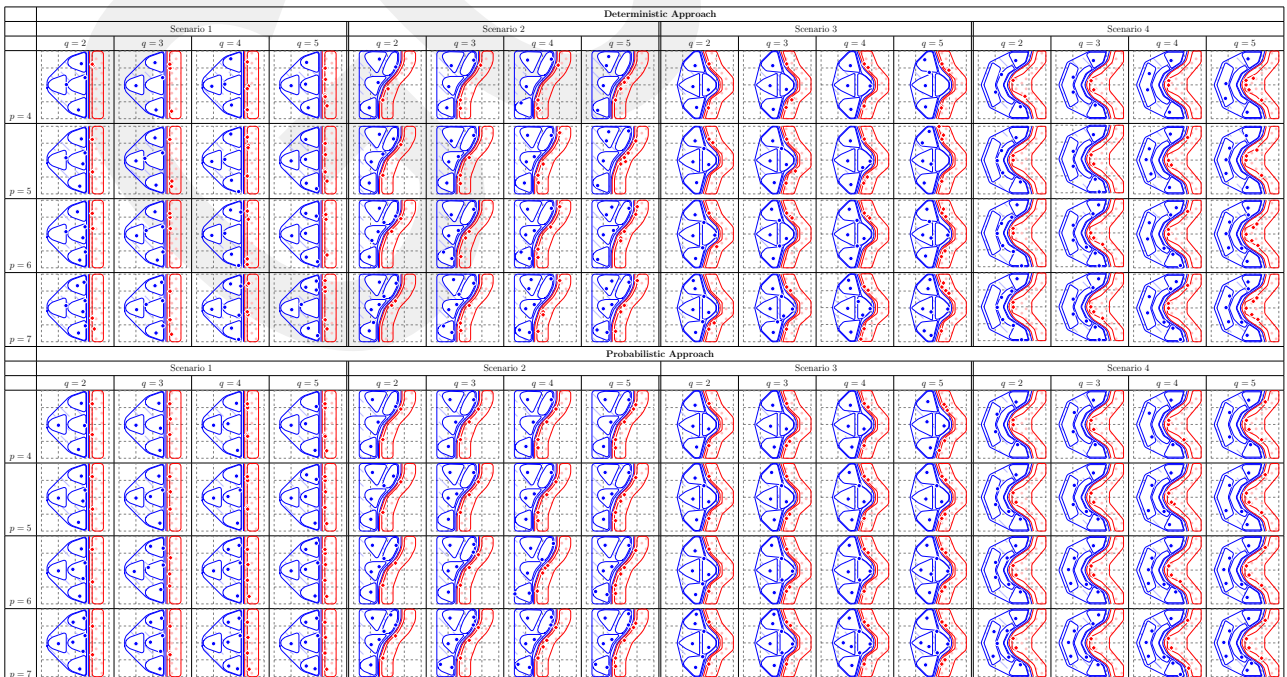 Deterministic Approach
Scenario 1 Scenario 2 Scenario 3 Scenario 4
q = 2 q = 3 q = 4 q = 5 q = 2 q = 3 q = 4 q = 5 q = 2 q = 3 q = 4 q = 5 q = 2 q = 3 q = 4 q = 5
p = 4
p = 5
p = 6
p = 7
Probabilistic Approach
Scenario 1 Scenario 2 Scenario 3 Scenario 4
q = 2 q = 3 q = 4 q = 5 q = 2 q = 3 q = 4 q = 5 q = 2 q = 3 q = 4 q = 5 q = 2 q = 3 q = 4 q = 5
p = 4
p = 5
p = 6
p = 7